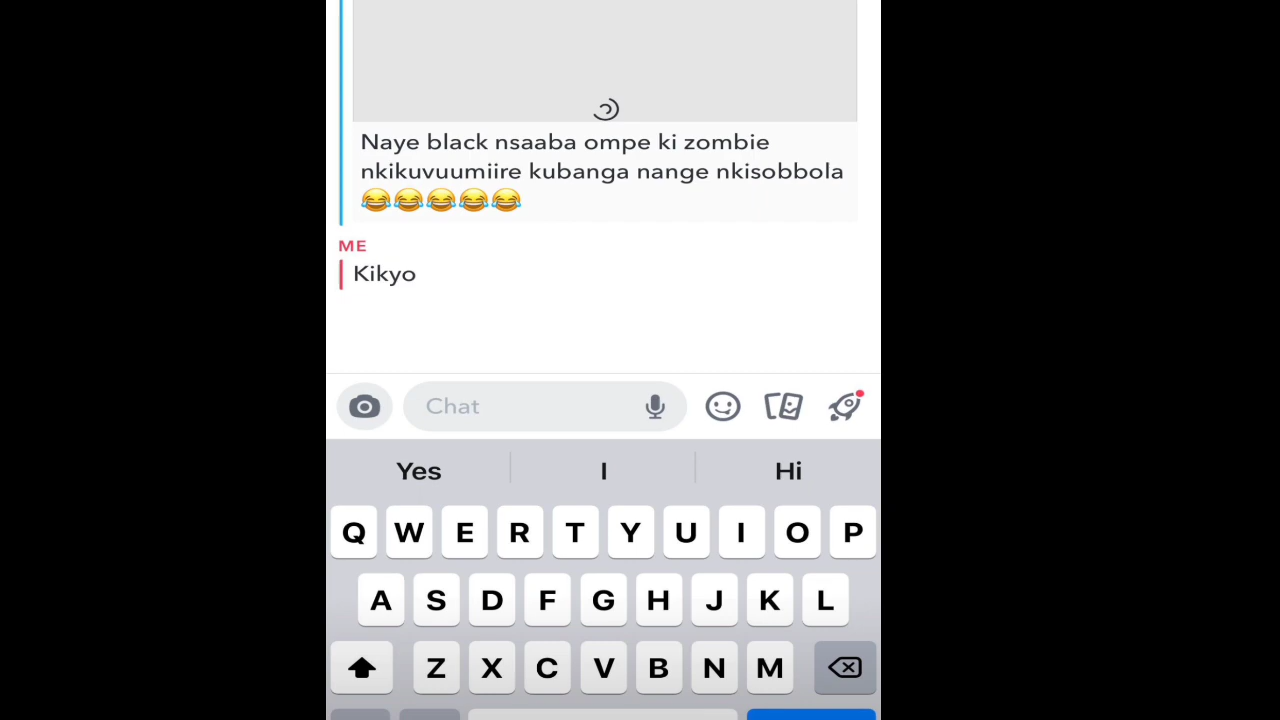 Naye black nsaaba ompe ki zombie
nkikuvuumiire kubanga nange nkisobbola
😂😂😂😂😂
ME
Kikyo
Chat
Yes I Hi
Q W E R T Y U I O P
A S D F G H J K L
Z X C V B N M